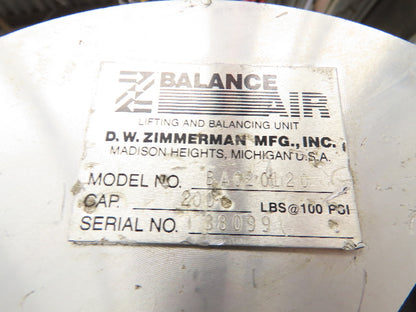 Z BALANCE
AIR
LIFTING AND BALANCING UNIT
D.W. ZIMMERMAN MFG., INC.
MADISON HEIGHTS, MICHIGAN U.S.A.
MODEL NO.
CAP. LBS@100 PSI
SERIAL NO.